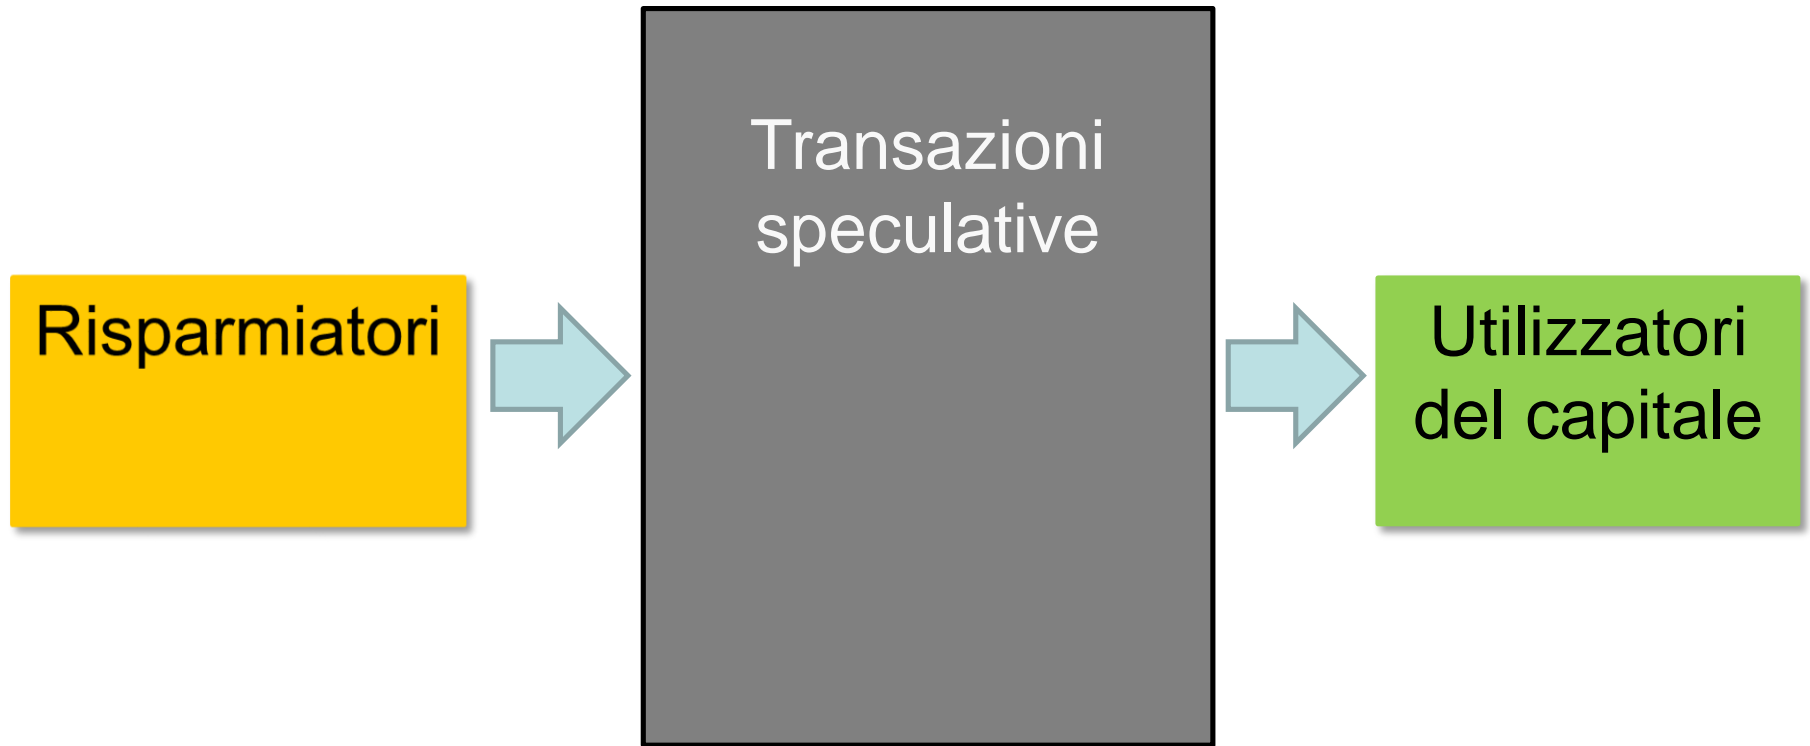 Risparmiatori
Transazioni
speculative
Utilizzatori
del capitale